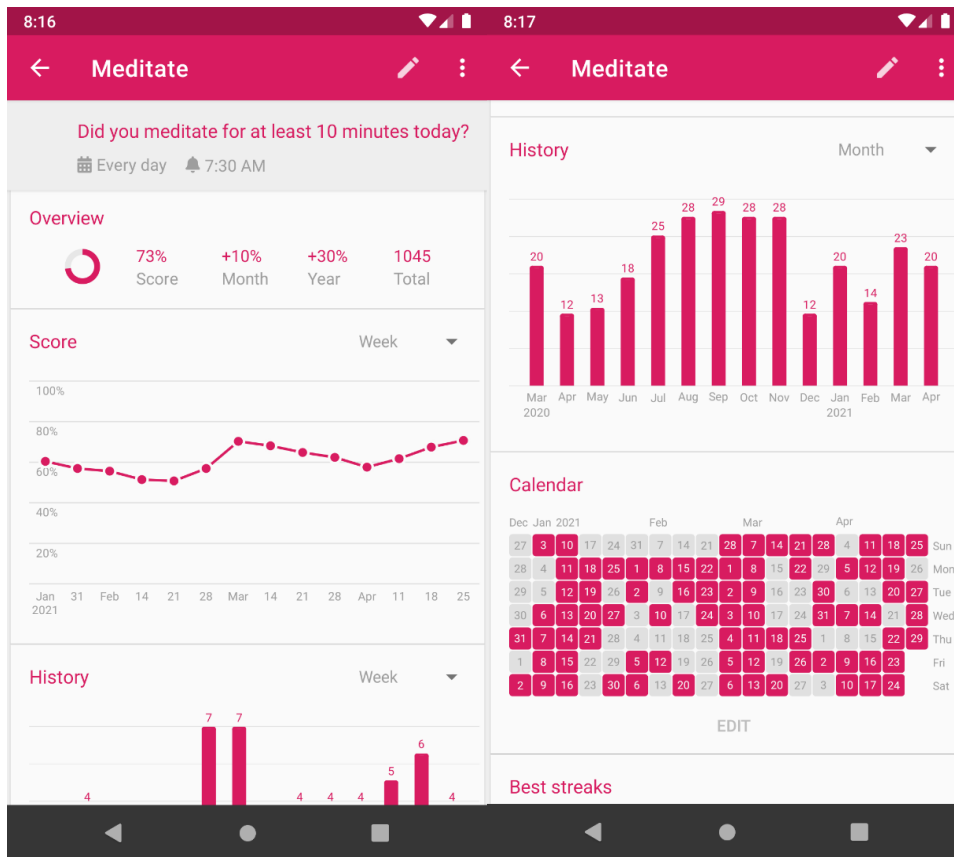 8:16
Meditate
Did you meditate for at least 10 minutes today?
Every day 7:30 AM
Overview
73% +10% +30% 1045
Score Month Year Total
Score Week
100%
80%
60%
40%
20%
Jan 31 Feb 14 21 28 Mar 14 21 28 Apr 11 18 25
2021
History Week
7 7
6
5
4 4 4 4 4
8:17
Meditate
History Month
20 12 13 18 25 28 29 28 28 12 20 14 23 20
Mar Apr May Jun Jul Aug Sep Oct Nov Dec Jan Feb Mar Apr
2020 2021
Calendar
Dec Jan 2021 Feb Mar Apr
27 3 10 17 24 31 7 14 21 28 7 14 21 28 4 11 18 25 Sun
28 4 11 18 25 1 8 15 22 1 8 15 22 29 5 12 19 26 Mon
29 5 12 19 26 2 9 16 23 2 9 16 23 30 6 13 20 27 Tue
30 6 13 20 27 3 10 17 24 3 10 17 24 31 7 14 21 28 Wed
31 7 14 21 28 4 11 18 25 4 11 18 25 1 8 15 22 29 Thu
1 8 15 22 29 5 12 19 26 5 12 19 26 2 9 16 23 Fri
2 9 16 23 30 6 13 20 27 6 13 20 27 3 10 17 24 Sat
EDIT
Best streaks